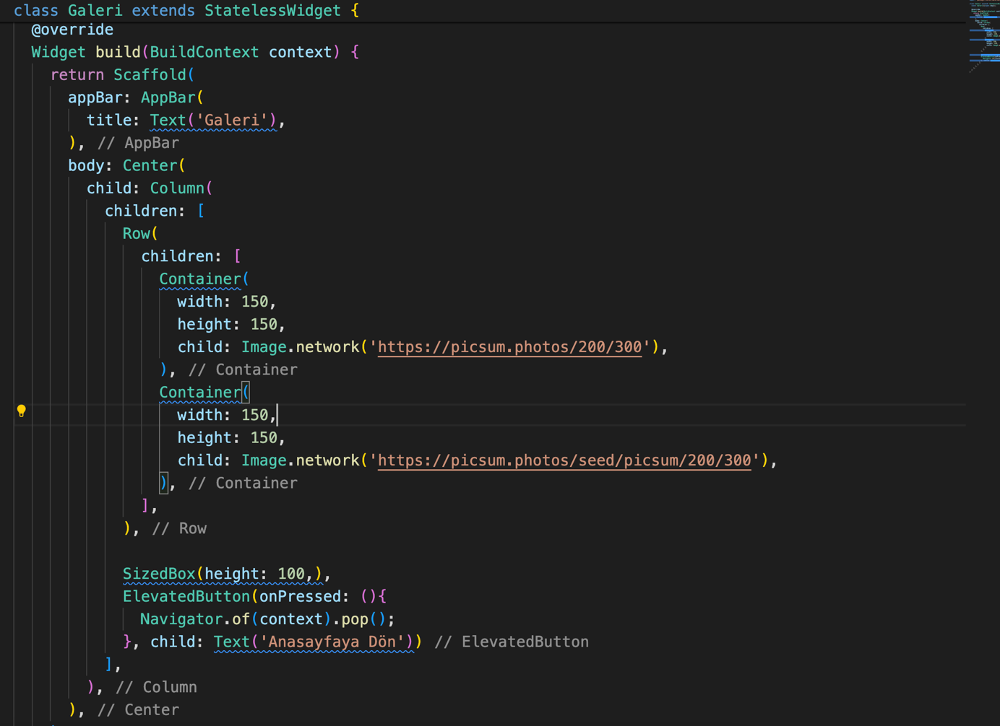 class Galeri extends StatelessWidget {
@override
Widget build(BuildContext context) {
return Scaffold(
appBar: AppBar(
title: Text('Galeri'),
), // AppBar
body: Center(
child: Column(
children: [
Row(
children: [
Container(
width: 150,
height: 150,
child: Image.network('https://picsum.photos/200/300'),
), // Container
Container(
width: 150,
height: 150,
child: Image.network('https://picsum.photos/seed/picsum/200/300'),
), // Container
],
), // Row
SizedBox(height: 100,),
ElevatedButton(onPressed: (){
Navigator.of(context).pop();
}, child: Text('Anasayfaya Dön')) // ElevatedButton
],
), // Column
), // Center